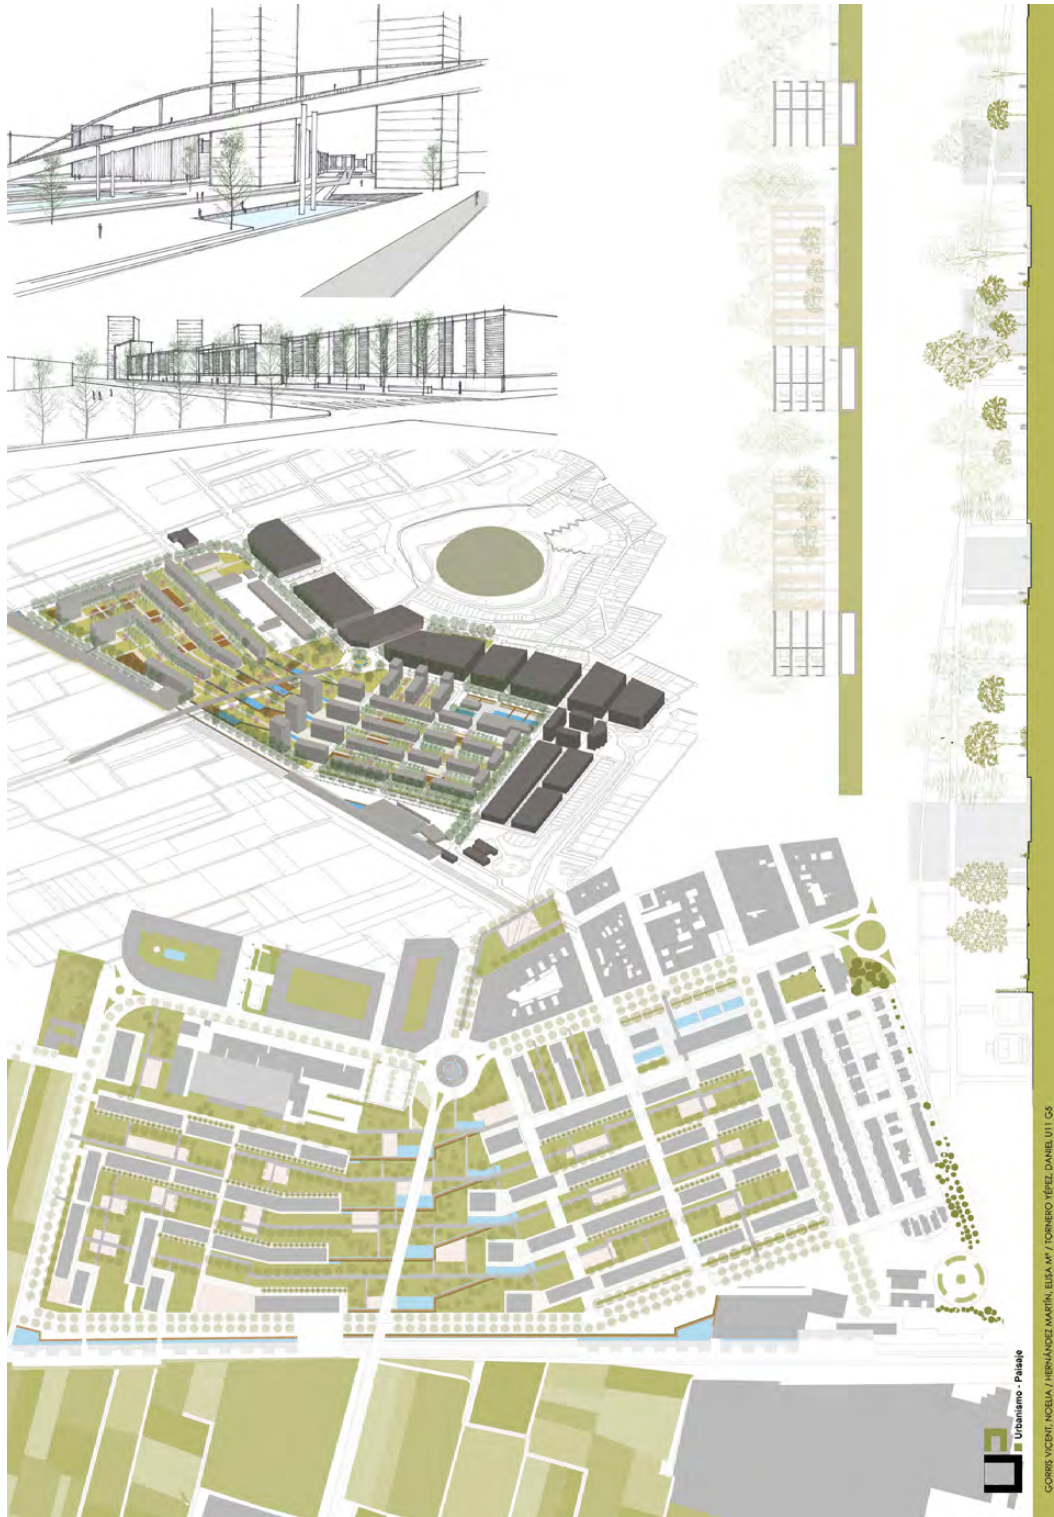 Urbanismo - Paisaje
GORRIS VICENT, NOELIA / HERNÁNDEZ MARTÍN, ELISA Mª / TORNERO YÉPEZ, DANIEL U11 G5